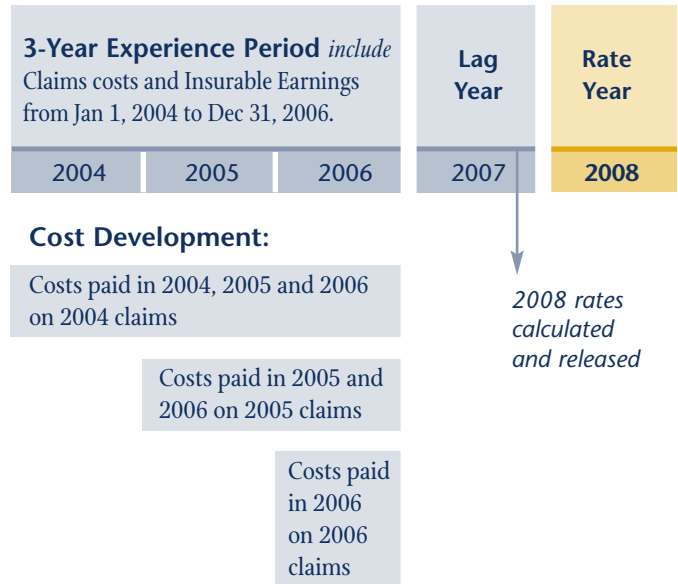 3-Year Experience Period include
Claims costs and Insurable Earnings
from Jan 1, 2004 to Dec 31, 2006.
Lag
Year
Rate
Year
2004
2005
2006
2007
2008
Cost Development:
Costs paid in 2004, 2005 and 2006
on 2004 claims
2008 rates
calculated
and released
Costs paid in 2005 and
2006 on 2005 claims
Costs paid
in 2006
on 2006
claims